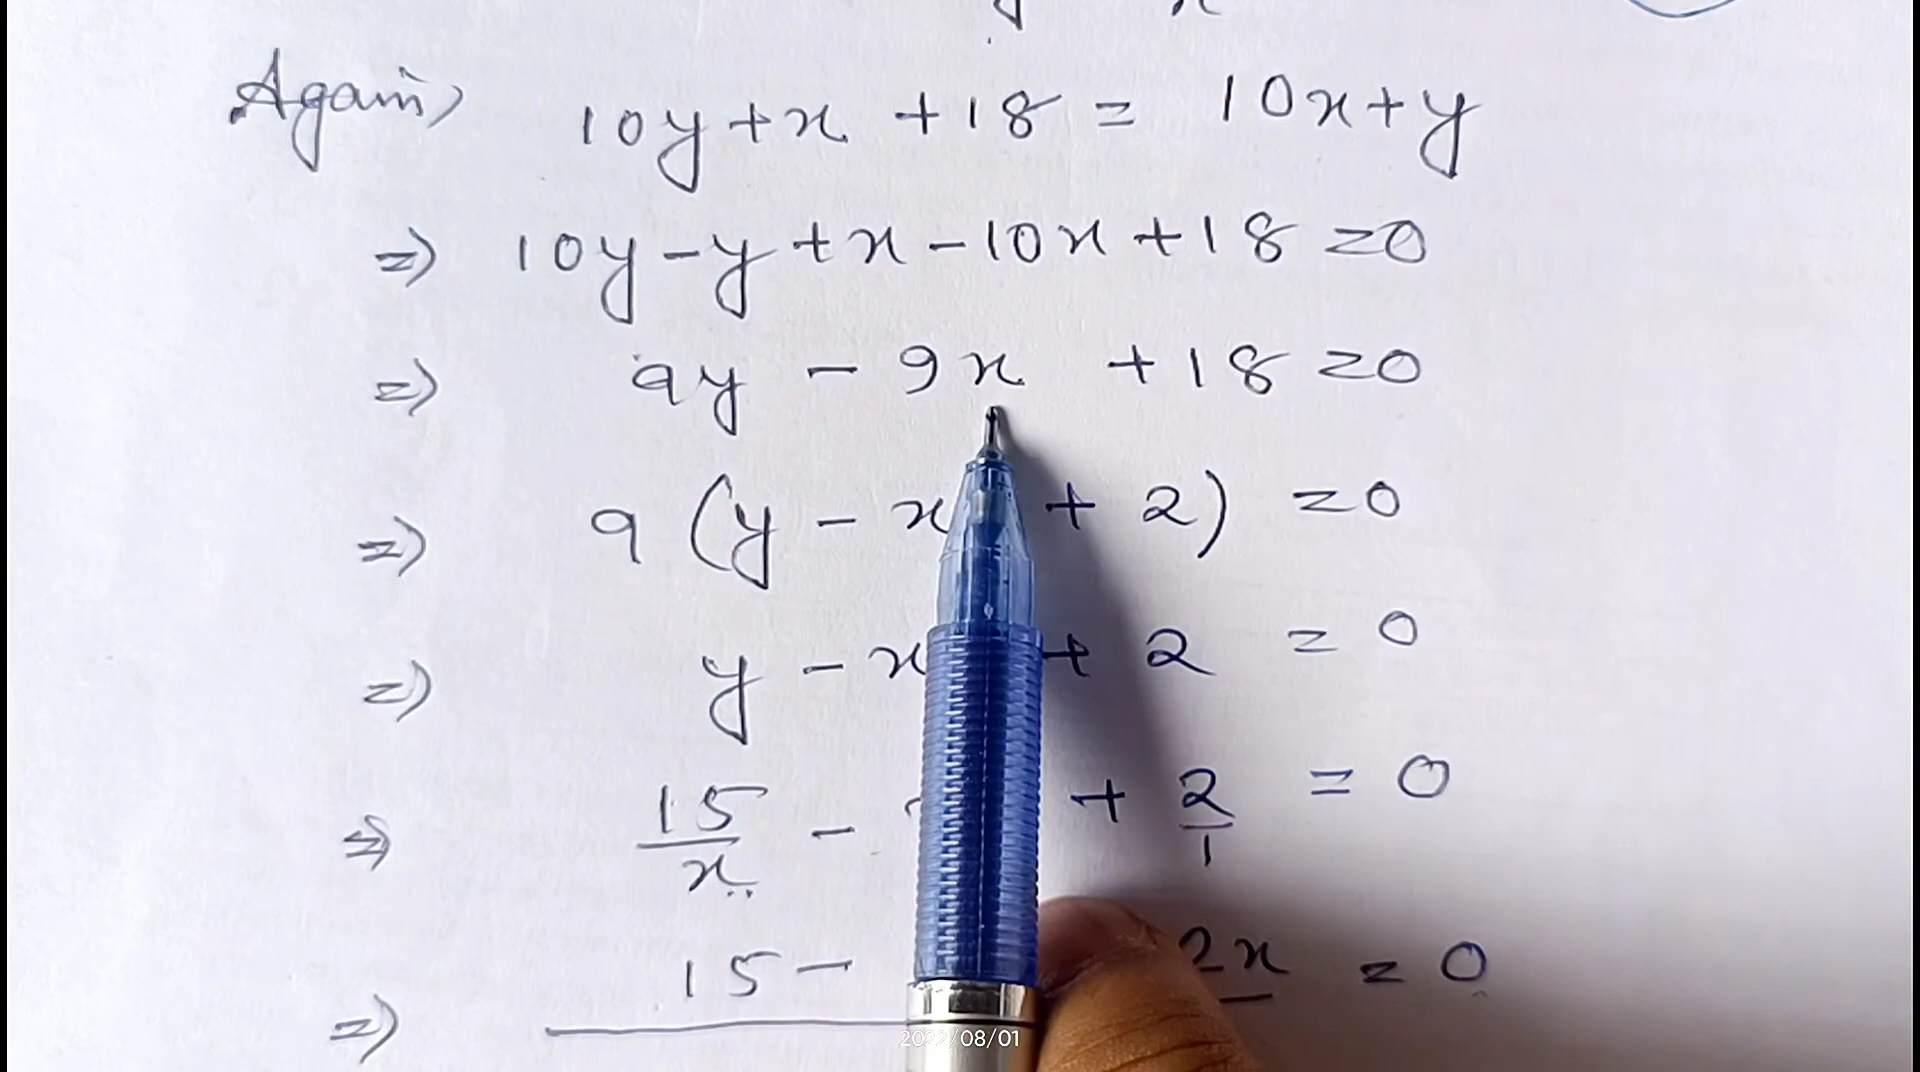 Again, 10y+x +18 = 10x+y
=> 10y-y+x-10x+18=0
=> 9y - 9x +18=0
=> 9 (y - x + 2) =0
=> y - x + 2 = 0
=> 15/x - + 2/1 = 0
=> 15- 2x = 0
2022/08/01